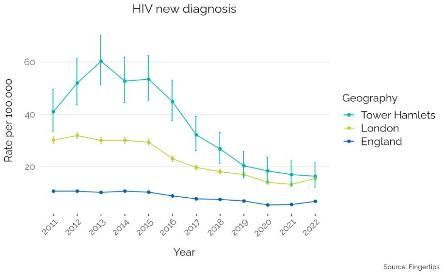 HIV new diagnosis
Rate per 100,000
60
40
20
2011 2012 2013 2014 2015 2016 2017 2018 2019 2020 2021 2022
Year
Geography
Tower Hamlets
London
England
Source: Fingertips